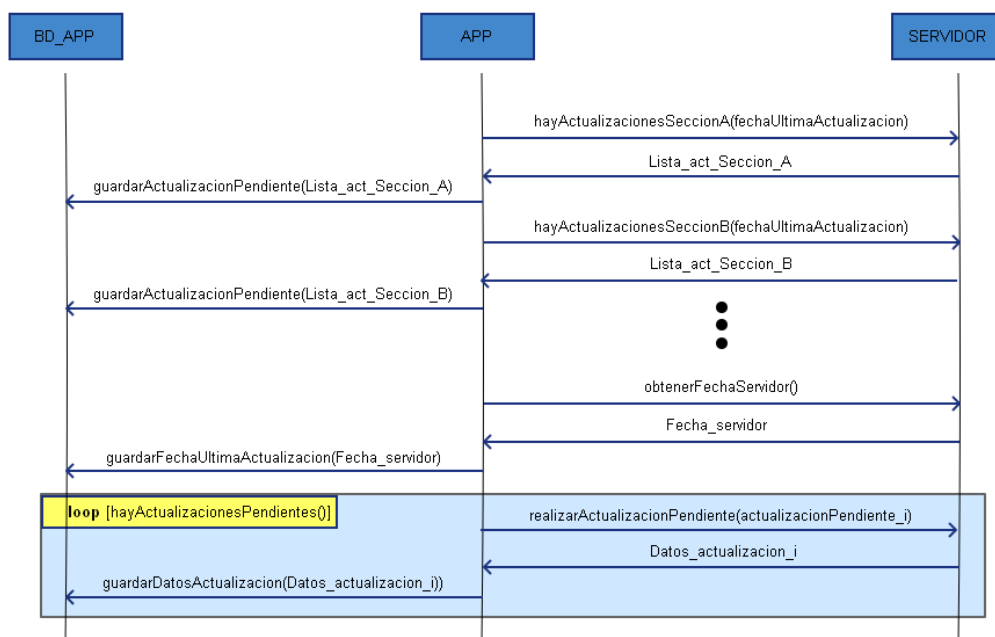 BD_APP
APP
SERVIDOR
hayActualizacionesSeccionA(fechaUltimaActualizacion)
Lista_act_Seccion_A
guardarActualizacionPendiente(Lista_act_Seccion_A)
hayActualizacionesSeccionB(fechaUltimaActualizacion)
Lista_act_Seccion_B
guardarActualizacionPendiente(Lista_act_Seccion_B)
obtenerFechaServidor()
Fecha_servidor
guardarFechaUltimaActualizacion(Fecha_servidor)
loop [hayActualizacionesPendientes()]
realizarActualizacionPendiente(actualizacionPendiente_i)
Datos_actualizacion_i
guardarDatosActualizacion(Datos_actualizacion_i))